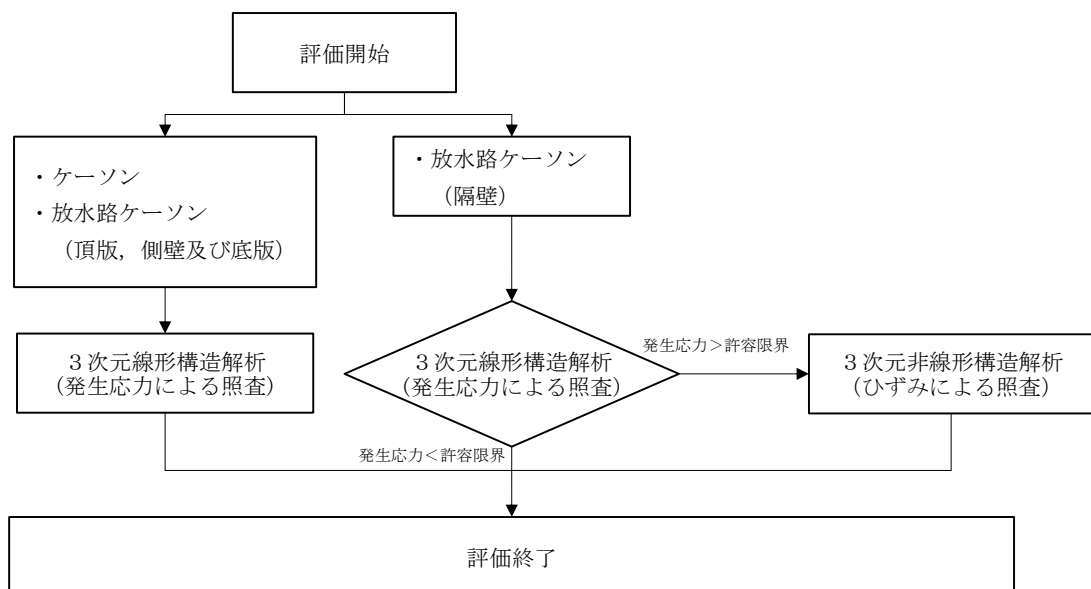 評価開始
・ケーソン
・放水路ケーソン
（頂版，側壁及び底版）
・放水路ケーソン
（隔壁）
３次元線形構造解析
(発生応力による照査)
３次元線形構造解析
(発生応力による照査)
発生応力＞許容限界
３次元非線形構造解析
（ひずみによる照査）
発生応力＜許容限界
評価終了